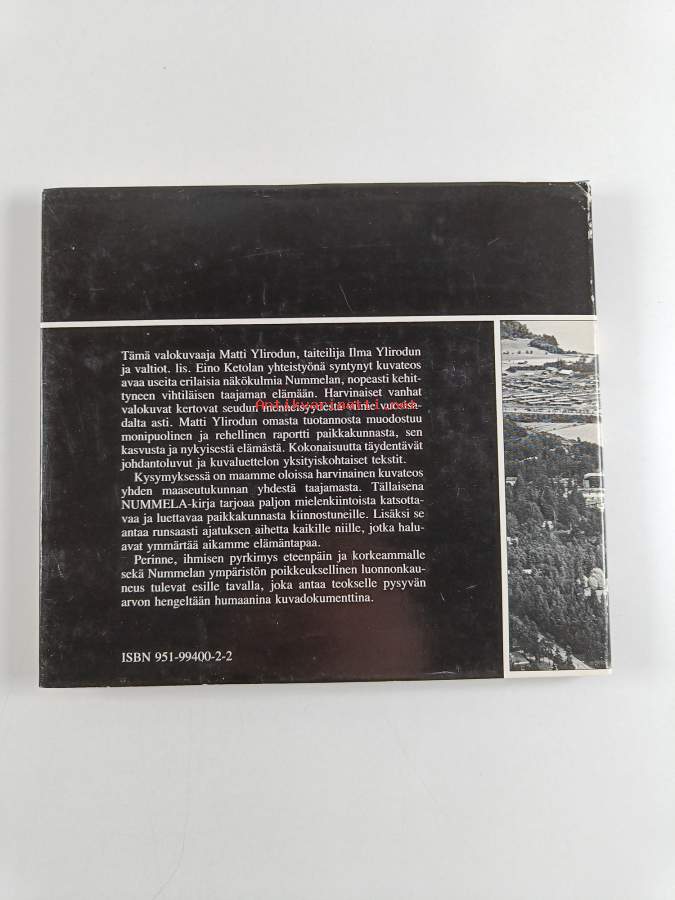 Tämä valokuvaaja Matti Ylirodun, taiteilija Ilma Ylirodun
ja valtiot. lis. Eino Ketolan yhteistyönä syntynyt kuvateos
avaa useita erilaisia näkökulmia Nummelan, nopeasti kehit-
tyneen vihtiläisen taajaman elämään. Harvinaiset vanhat
valokuvat kertovat seudun menneisyydestä viime vuosisa-
dalta asti. Matti Ylirodun omasta tuotannosta muodostuu
monipuolinen ja rehellinen raportti paikkakunnasta, sen
kasvusta ja nykyisestä elämästä. Kokonaisuutta täydentävät
johdantoluvut ja kuvaluettelon yksityiskohtaiset tekstit.
Kysymyksessä on maamme oloissa harvinainen kuvateos
yhden maaseutukunnan yhdestä taajamasta. Tällaisena
NUMMELA-kirja tarjoaa paljon mielenkiintoista katsotta-
vaa ja luettavaa paikkakunnasta kiinnostuneille. Lisäksi se
antaa runsaasti ajatuksen aihetta kaikille niille, jotka halu-
avat ymmärtää aikamme elämäntapaa.
Perinne, ihmisen pyrkimys eteenpäin ja korkeammalle
sekä Nummelan ympäristön poikkeuksellinen luonnonkau-
neus tulevat esille tavalla, joka antaa teokselle pysyvän
arvon hengeltään humaanina kuvadokumenttina.
ISBN 951-99400-2-2